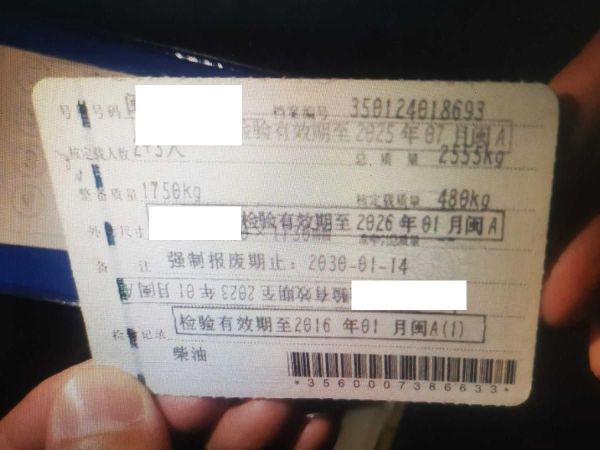 号牌号码 档案编号 350124018693
检验有效期至2025年07月闽A
核定载人数 2+3人 总质量 2555kg
整备质量 1750kg 核定载质量 480kg
检验有效期至2026年01月闽A
外 尺寸
备 注 强制报废期止：2030-01-14
验有效期至2023年01月闽A
检验有效期至2016 年01 月闽A(1)
检 记录
柴油
*3560007386633*